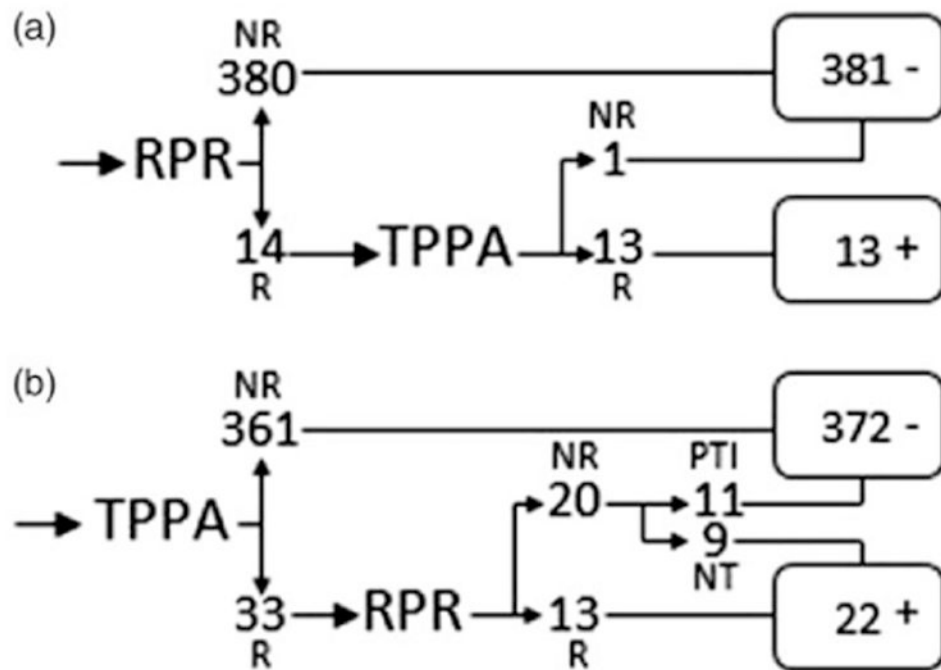 (a)
NR
380
381 -
NR
1
RPR
14
R
TPPA
13
R
13 +
(b)
NR
361
372 -
NR
20
PTI
11
9
NT
TPPA
33
R
RPR
13
R
22 +